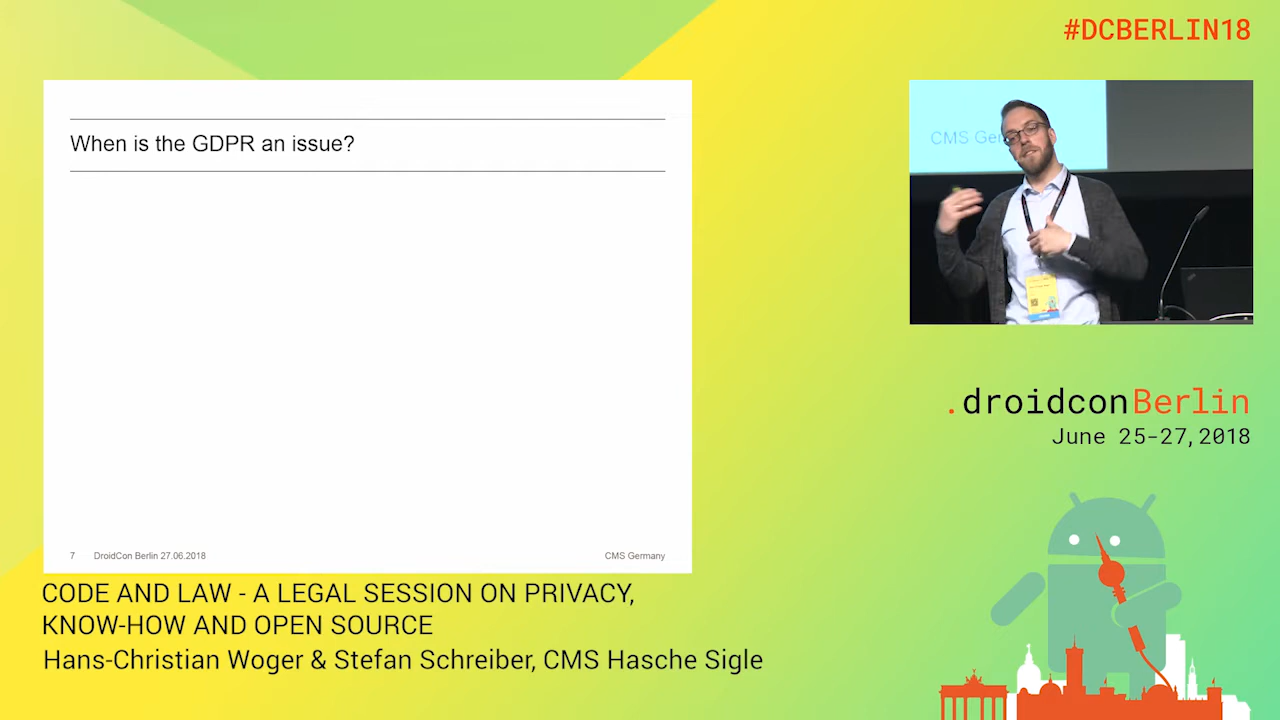 #DCBERLIN18
When is the GDPR an issue?
CMS Ger
7 DroidCon Berlin 27.06.2018 CMS Germany
.droidconBerlin
June 25-27,2018
CODE AND LAW - A LEGAL SESSION ON PRIVACY,
KNOW-HOW AND OPEN SOURCE
Hans-Christian Woger & Stefan Schreiber, CMS Hasche Sigle